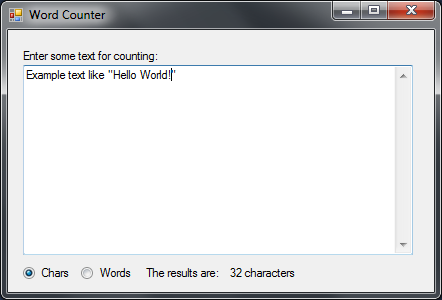 Word Counter
Enter some text for counting:
Example text like "Hello World!"
Chars Words The results are: 32 characters